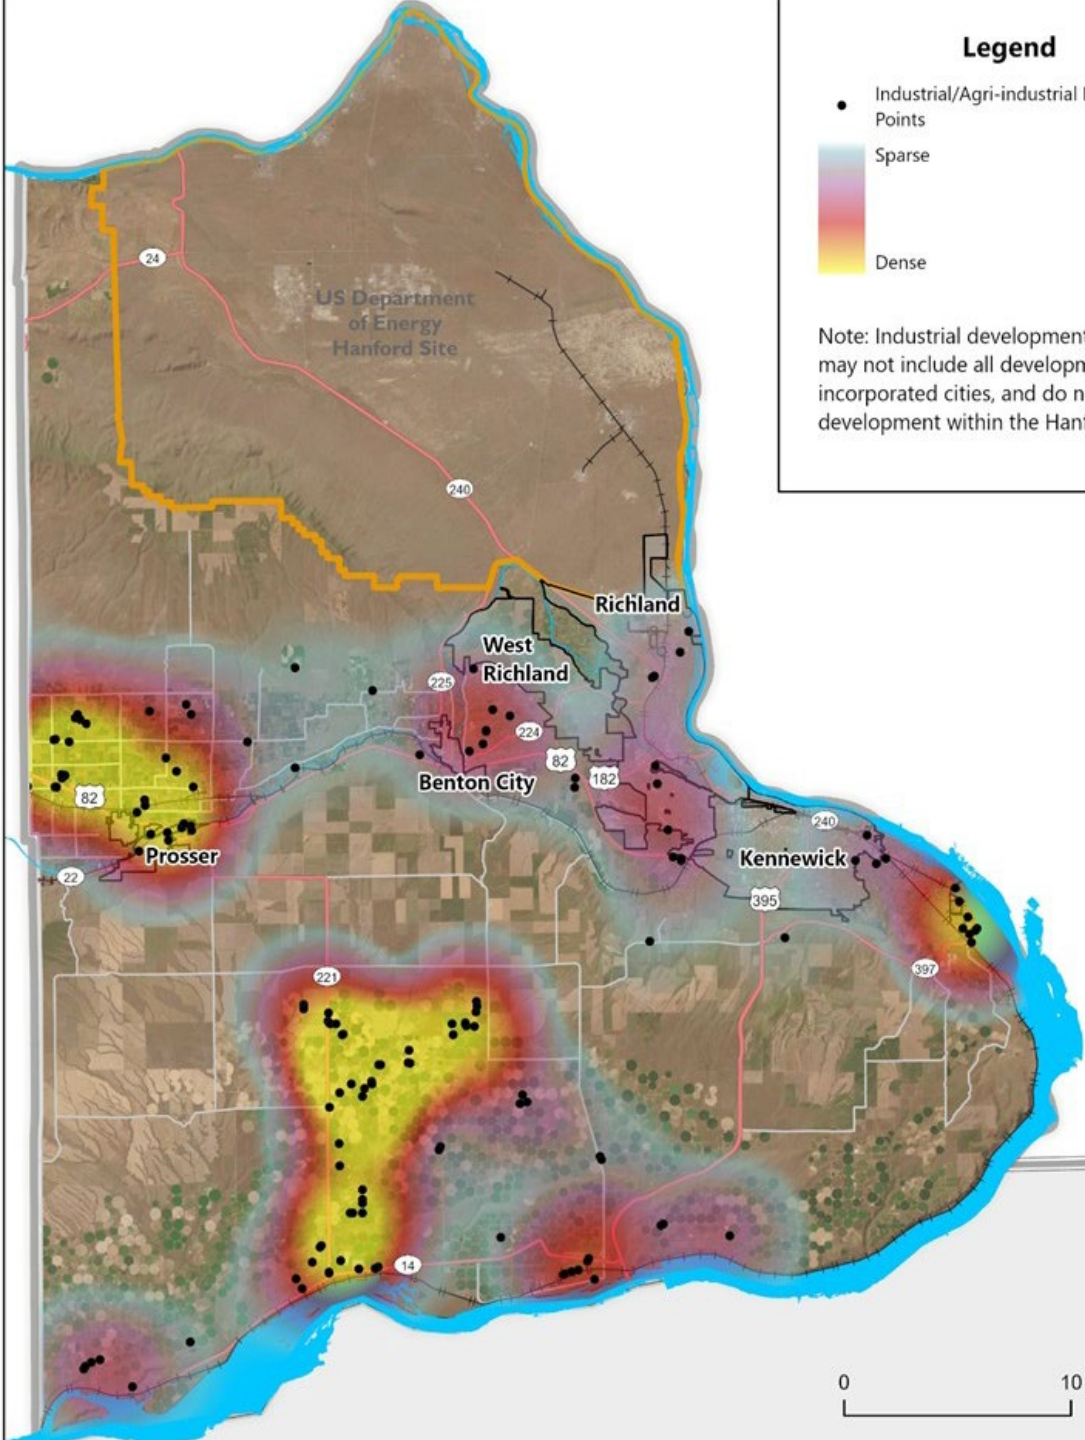 Legend
Industrial/Agri-industrial
Points
Sparse
Dense
Note: Industrial development
may not include all
incorporated cities, and do
development within the
24
US Department
of Energy
Hanford Site
240
Richland
West
Richland
225
224
82
182
Benton City
82
Prosser
22
240
Kennewick
395
397
221
14
0
10